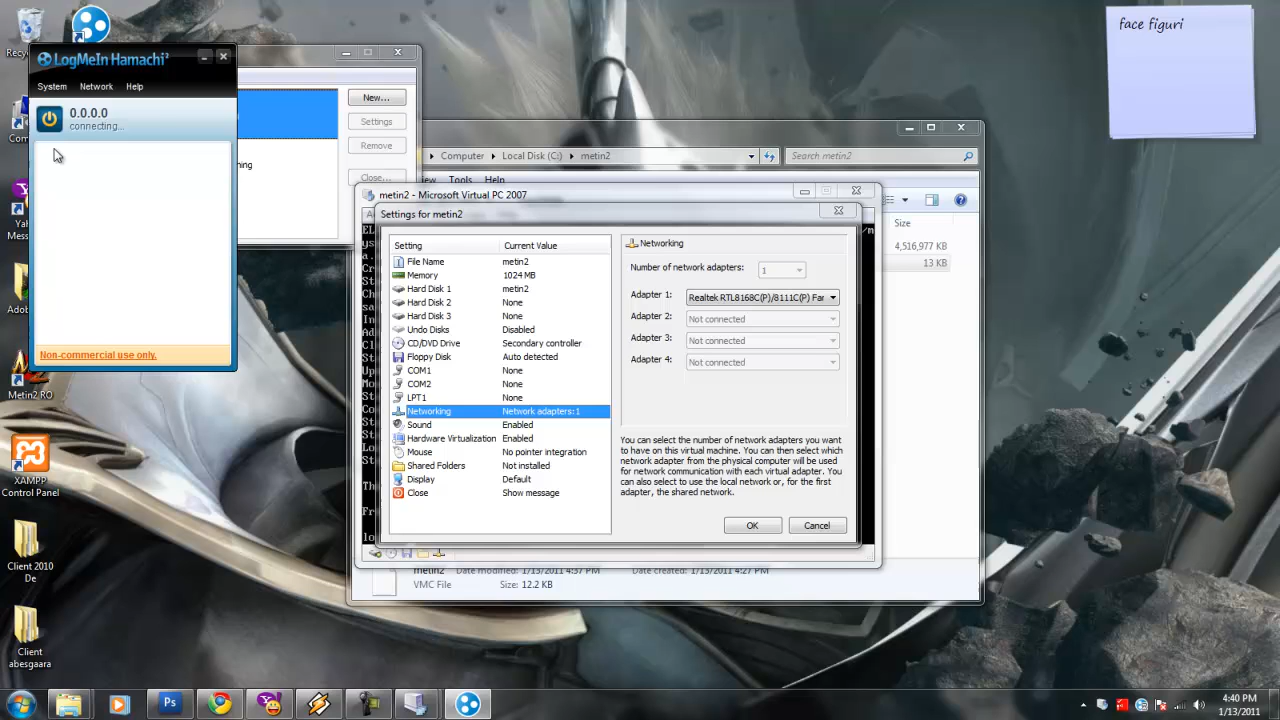 face figuri
Recy
LogMeIn Hamachi²
System Network Help
0.0.0.0
connecting...
Non-commercial use only.
New...
Settings
Remove
Close...
Computer Local Disk (C:) metin2
Search metin2
Tools Help
Size
4,516,977 KB
13 KB
metin2 - Microsoft Virtual PC 2007
Settings for metin2
Setting Current Value
File Name metin2
Memory 1024 MB
Hard Disk 1 metin2
Hard Disk 2 None
Hard Disk 3 None
Undo Disks Disabled
CD/DVD Drive Secondary controller
Floppy Disk Auto detected
COM1 None
COM2 None
LPT1 None
Networking Network adapters:1
Sound Enabled
Hardware Virtualization Enabled
Mouse No pointer integration
Shared Folders Not installed
Display Default
Close Show message
Networking
Number of network adapters: 1
Adapter 1: Realtek RTL8168C(P)/8111C(P) Far
Adapter 2: Not connected
Adapter 3: Not connected
Adapter 4: Not connected
You can select the number of network adapters you want
to have on this virtual machine. You can then select which
network adapter from the physical computer will be used
for network communication with each virtual adapter. You
can also select to use the local network or, for the first
adapter, the shared network.
OK Cancel
metin2 Date modified: 1/13/2011 4:37 PM Date created: 1/13/2011 4:27 PM
VMC File Size: 12.2 KB
Com
Yah
Mess
Adob
Metin2 RO
XAMPP
Control Panel
Client 2010
De
Client
abesgaara
Ps
4:40 PM
1/13/2011